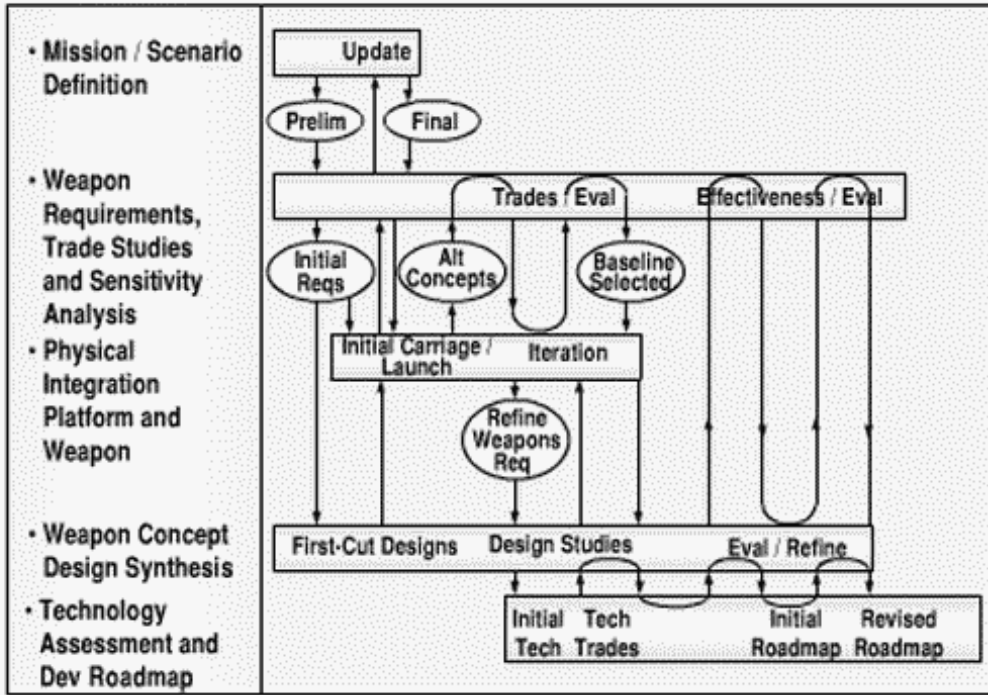 • Mission / Scenario
Definition
• Weapon
Requirements,
Trade Studies
and Sensitivity
Analysis
• Physical
Integration
Platform and
Weapon
• Weapon Concept
Design Synthesis
• Technology
Assessment and
Dev Roadmap
Update
Prelim
Final
Trades / Eval
Effectiveness / Eval
Initial
Reqs
Alt
Concepts
Baseline
Selected
Initial Carriage /
Launch
Iteration
Refine
Weapons
Req
First-Cut Designs
Design Studies
Eval / Refine
Initial
Tech
Tech
Trades
Initial
Roadmap
Revised
Roadmap